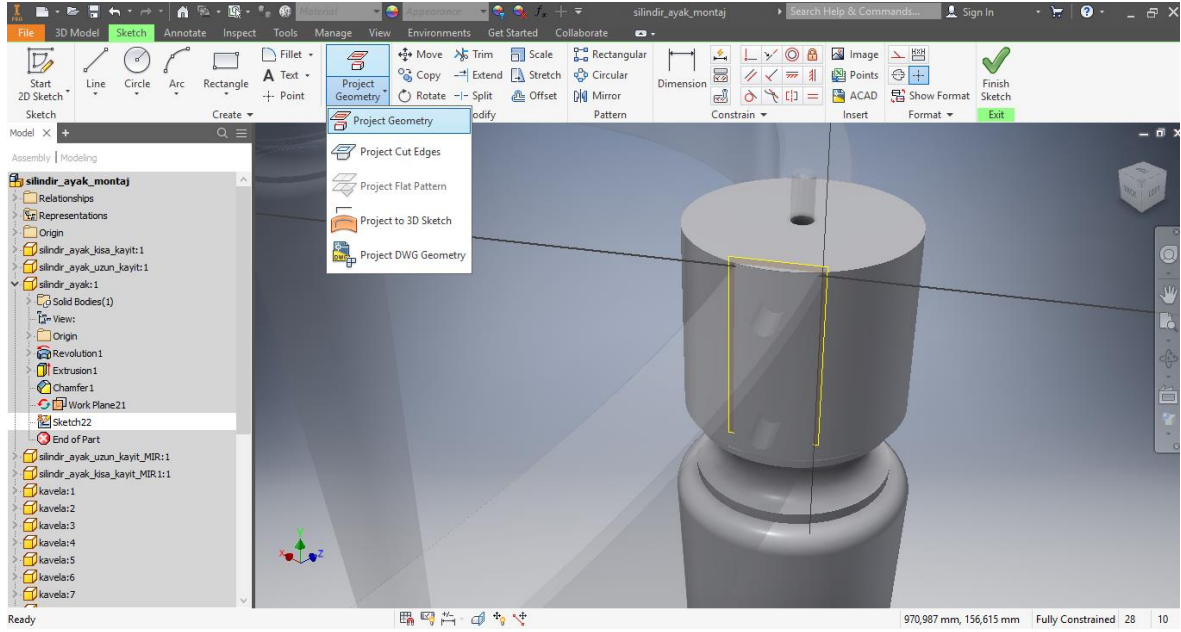 PRO
Material
Appearance
silindir_ayak_montaj
Search Help & Commands...
Sign In
File 3D Model Sketch Annotate Inspect Tools Manage View Environments Get Started Collaborate
Start
2D Sketch
Line
Circle
Arc
Rectangle
Fillet
Text
Point
Project
Geometry
Move
Copy
Rotate
Trim
Extend
Split
Scale
Stretch
Offset
Rectangular
Circular
Mirror
Dimension
Image
Points
ACAD
Show Format
Finish
Sketch
Sketch Create odify Pattern Constrain Insert Format Exit
Project Geometry
Project Cut Edges
Project Flat Pattern
Project to 3D Sketch
Project DWG Geometry
Model
Assembly | Modeling
silindir_ayak_montaj
Relationships
Representations
Origin
silindir_ayak_kisa_kayit:1
silindir_ayak_uzun_kayit:1
silindir_ayak:1
Solid Bodies(1)
View:
Origin
Revolution1
Extrusion1
Chamfer1
Work Plane21
Sketch22
End of Part
silindir_ayak_uzun_kayit_MIR:1
silindir_ayak_kisa_kayit_MIR1:1
kavela:1
kavela:2
kavela:3
kavela:4
kavela:5
kavela:6
kavela:7
BACK
LEFT
Y
X
Z
Ready
970,987 mm, 156,615 mm Fully Constrained 28 10